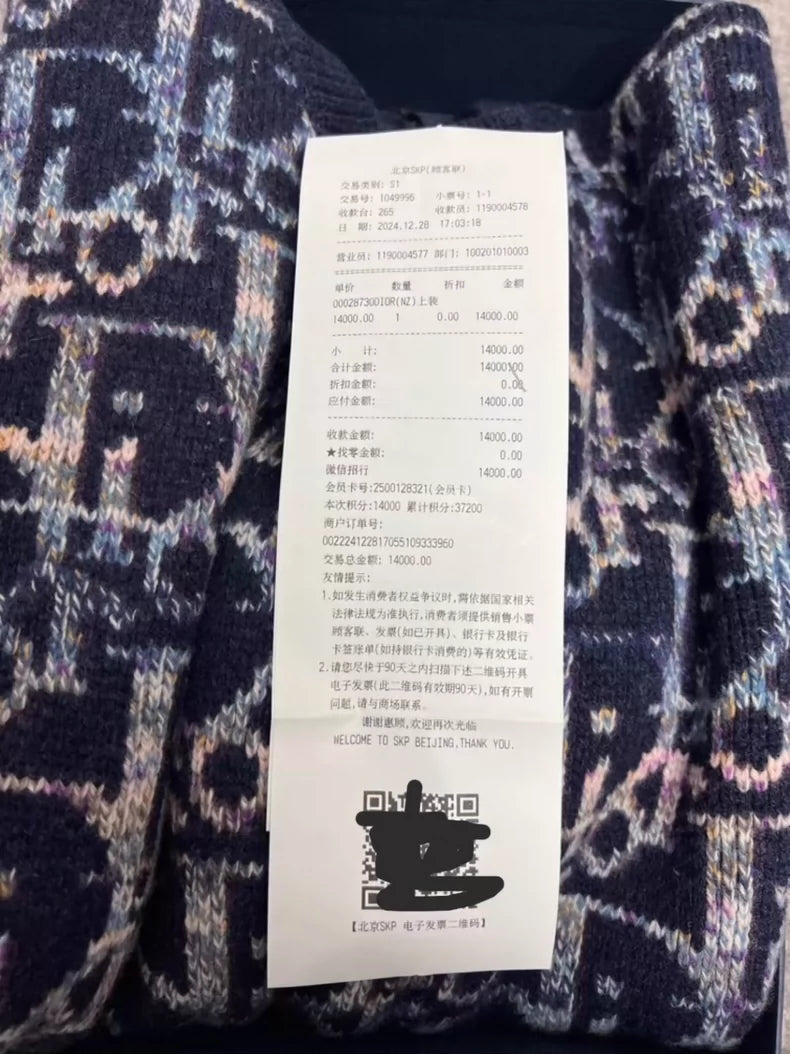 北京SKP(顾客联)
交易类别: S1
交易号: 1049996 小票号: 1-1
收款台: 265 收款员: 1190004578
日 期: 2024.12.28 17:03:18
营业员: 1190004577 部门: 100201010003
单价 数量 折扣 金额
0002873DDIOR(NZ)上装
14000.00 1 0.00 14000.00
小 计: 14000.00
合计金额: 14000.00
折扣金额: 0.00
应付金额: 14000.00
收款金额: 14000.00
★找零金额: 0.00
微信招行 14000.00
会员卡号:2500128321(会员卡)
本次积分:14000 累计积分:37200
商户订单号:
002224122817055109333960
交易总金额: 14000.00
友情提示:
1.如发生消费者权益争议时,需依据国家相关
法律法规为准执行,消费者须提供销售小票
顾客联、发票(如已开具)、银行卡及银行
卡签账单(如持银行卡消费的)等有效凭证。
2.请您尽快于90天之内扫描下述二维码开具
电子发票(此二维码有效期90天),如有开票
问题,请与商场联系。
谢谢惠顾,欢迎再次光临
WELCOME TO SKP BEIJING,THANK YOU.
【北京SKP 电子发票二维码】